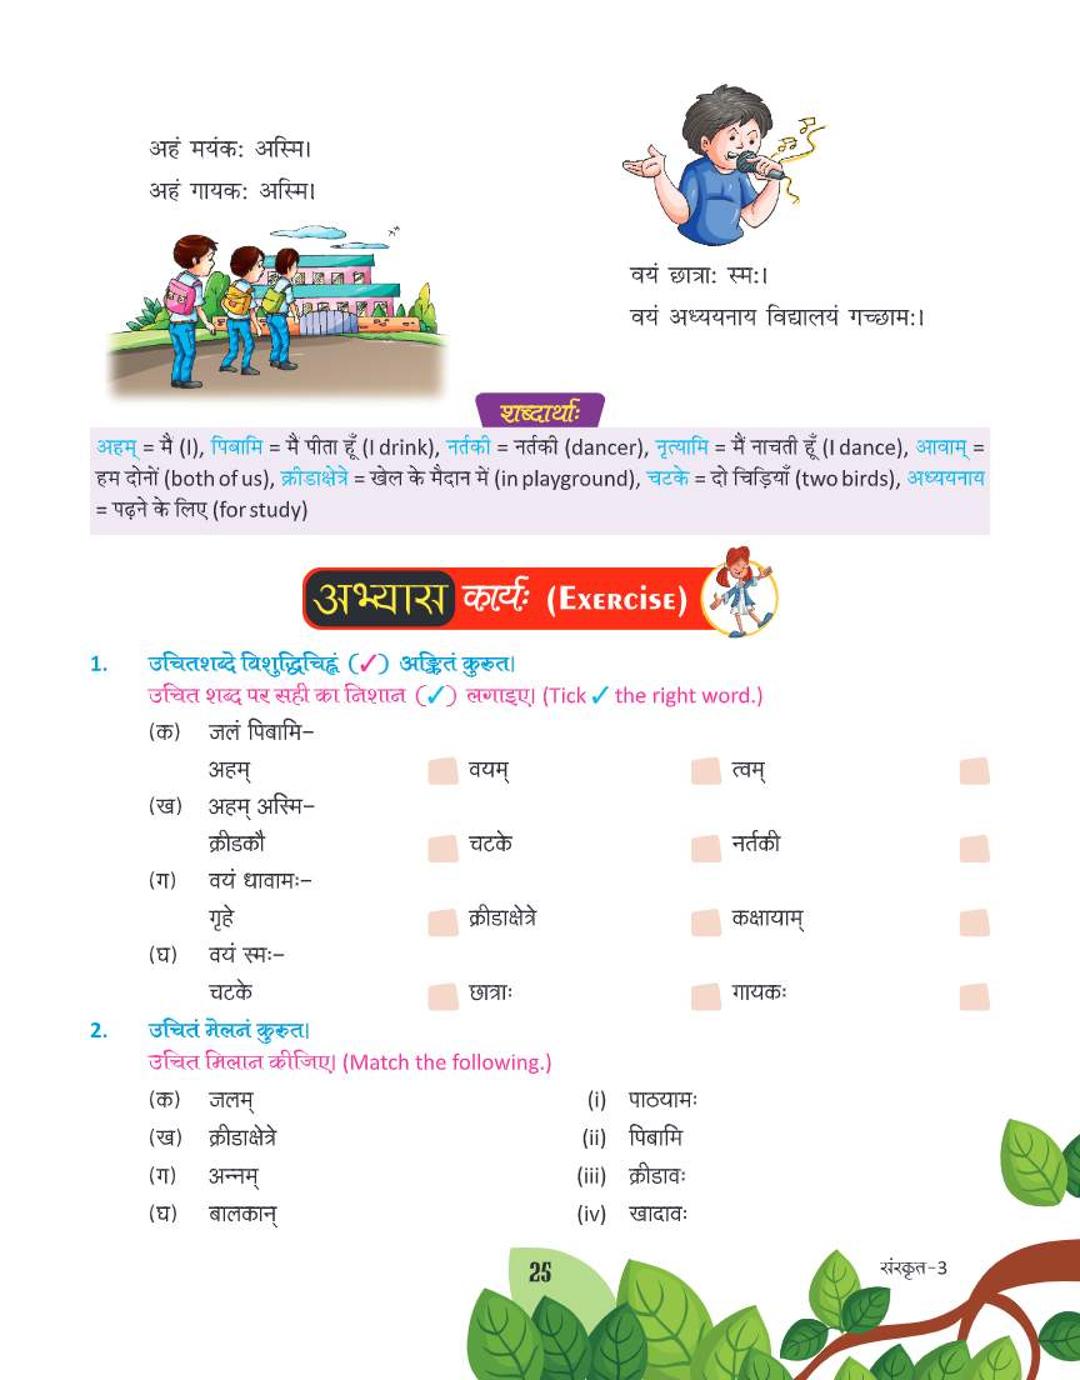 अहं मयंक: अस्मि।
अहं गायक: अस्मि।
वयं छात्रा: स्म:।
वयं अध्ययनाय विद्यालयं गच्छाम:।
शब्दार्थाः
अहम् = मै (I), पिबामि = मै पीता हूँ (I drink), नर्तकी = नर्तकी (dancer), नृत्यामि = मैं नाचती हूँ (I dance), आवाम् =
हम दोनों (both of us), क्रीडाक्षेत्रे = खेल के मैदान में (in playground), चटके = दो चिड़ियाँ (two birds), अध्ययनाय
= पढ़ने के लिए (for study)
अभ्यास कार्यः (EXERCISE)
1. उचितशब्दे विशुद्धिचिह्नं (✓) अङ्कितं कुरुत।
उचित शब्द पर सही का निशान (✓) लगाइए। (Tick ✓ the right word.)
(क) जलं पिबामि–
अहम् वयम् त्वम्
(ख) अहम् अस्मि–
क्रीडकौ चटके नर्तकी
(ग) वयं धावामः–
गृहे क्रीडाक्षेत्रे कक्षायाम्
(घ) वयं स्मः–
चटके छात्राः गायकः
2. उचितं मेलनं कुरुत।
उचित मिलान कीजिए। (Match the following.)
(क) जलम् (i) पाठयामः
(ख) क्रीडाक्षेत्रे (ii) पिबामि
(ग) अन्नम् (iii) क्रीडावः
(घ) बालकान् (iv) खादावः
25 संस्कृत-3